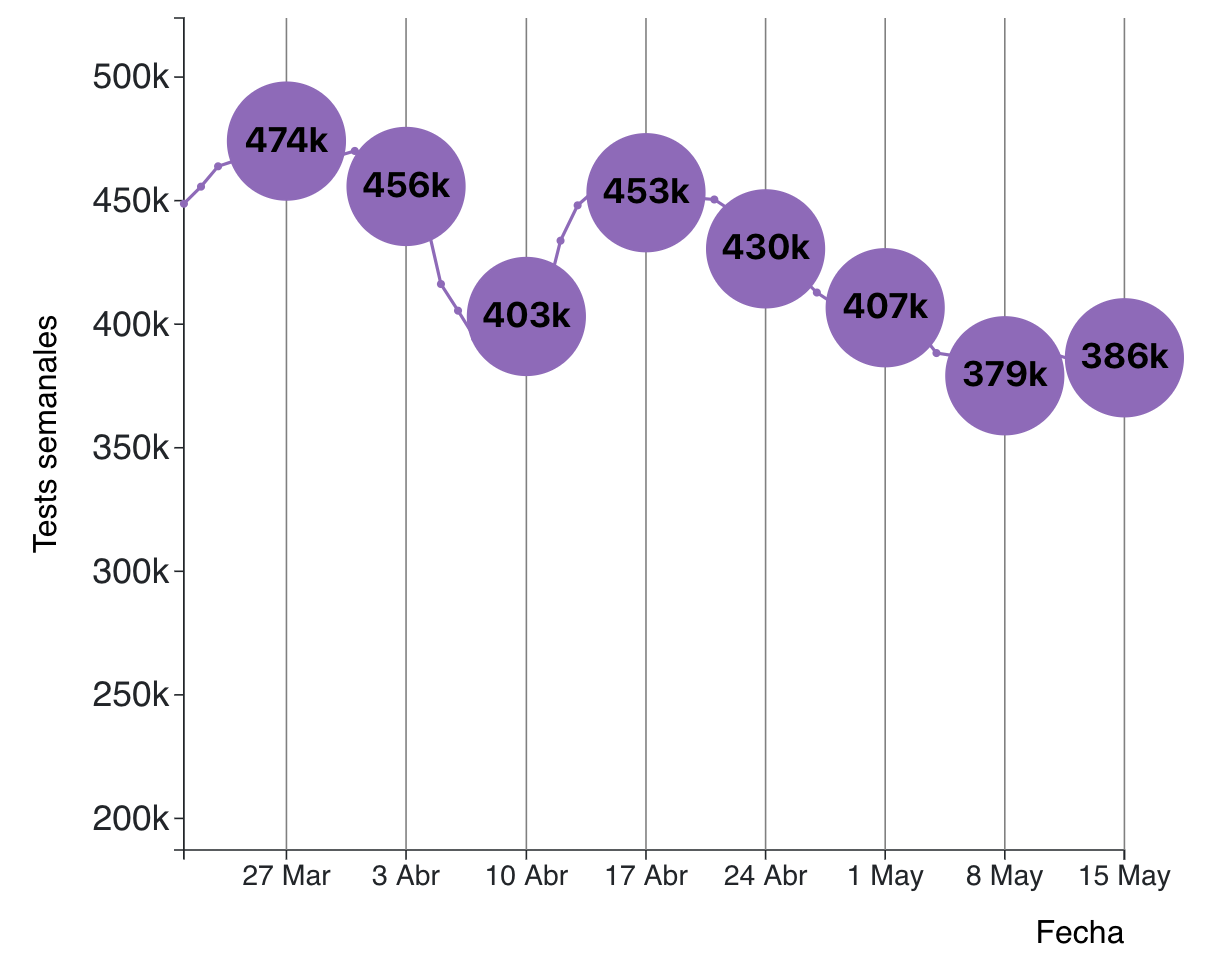 500k
450k
400k
350k
300k
250k
200k
Tests semanales
474k
456k
403k
453k
430k
407k
379k
386k
27 Mar
3 Abr
10 Abr
17 Abr
24 Abr
1 May
8 May
15 May
Fecha